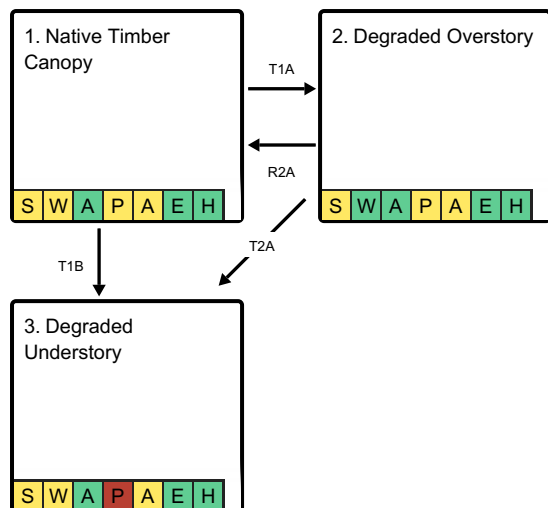 1. Native Timber
Canopy
S W A P A E H
T1A
R2A
2. Degraded Overstory
S W A P A E H
T1B
T2A
3. Degraded
Understory
S W A P A E H